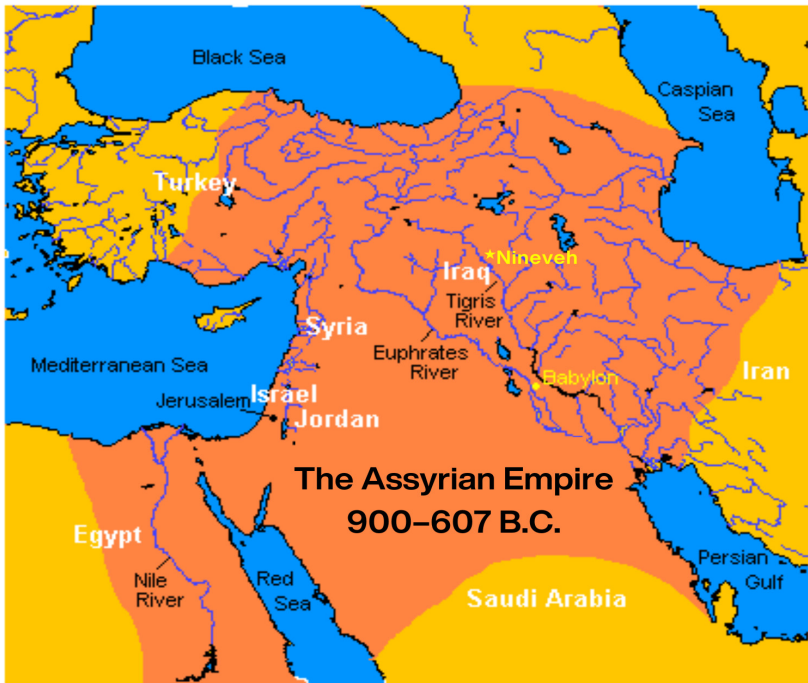 Black Sea
Caspian
Sea
Turkey
Nineveh
Iraq
Tigris
River
Syria
Euphrates
River
Mediterranean Sea
Iran
Babylon
Israel
Jerusalem
Jordan
The Assyrian Empire
900–607 B.C.
Egypt
Nile
River
Red
Sea
Persian
Gulf
Saudi Arabia